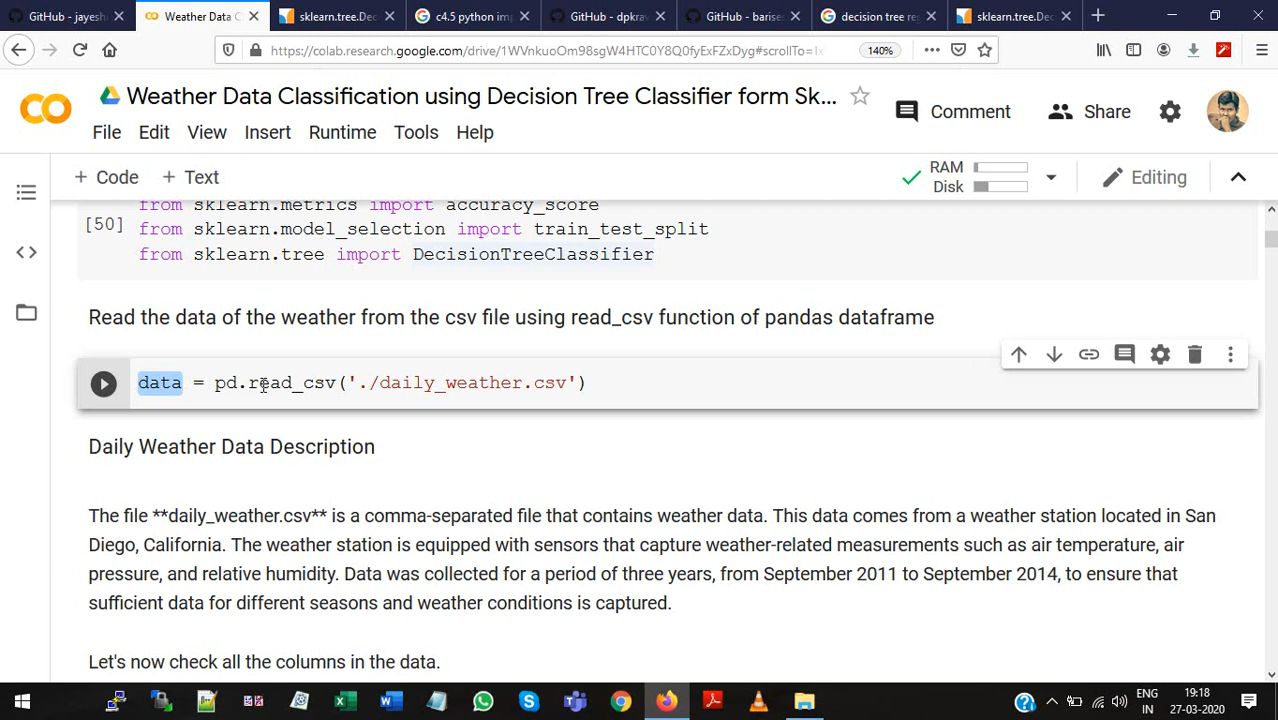 GitHub - jayesh
Weather Data C
sklearn.tree.Dec
c4.5 python imp
GitHub - dpkrav
GitHub - barises
decision tree reg
sklearn.tree.Dec
https://colab.research.google.com/drive/1WVnkuoOm98sgW4HTC0Y8Q0fyExFZxDyg#scrollTo=Ix
140%
CO
Weather Data Classification using Decision Tree Classifier form Sk...
Comment
Share
File Edit View Insert Runtime Tools Help
+ Code + Text
RAM
Disk
Editing
from sklearn.metrics import accuracy_score
[50] from sklearn.model_selection import train_test_split
from sklearn.tree import DecisionTreeClassifier
Read the data of the weather from the csv file using read_csv function of pandas dataframe
data = pd.read_csv('./daily_weather.csv')
Daily Weather Data Description
The file **daily_weather.csv** is a comma-separated file that contains weather data. This data comes from a weather station located in San
Diego, California. The weather station is equipped with sensors that capture weather-related measurements such as air temperature, air
pressure, and relative humidity. Data was collected for a period of three years, from September 2011 to September 2014, to ensure that
sufficient data for different seasons and weather conditions is captured.
Let's now check all the columns in the data.
ENG
IN
19:18
27-03-2020